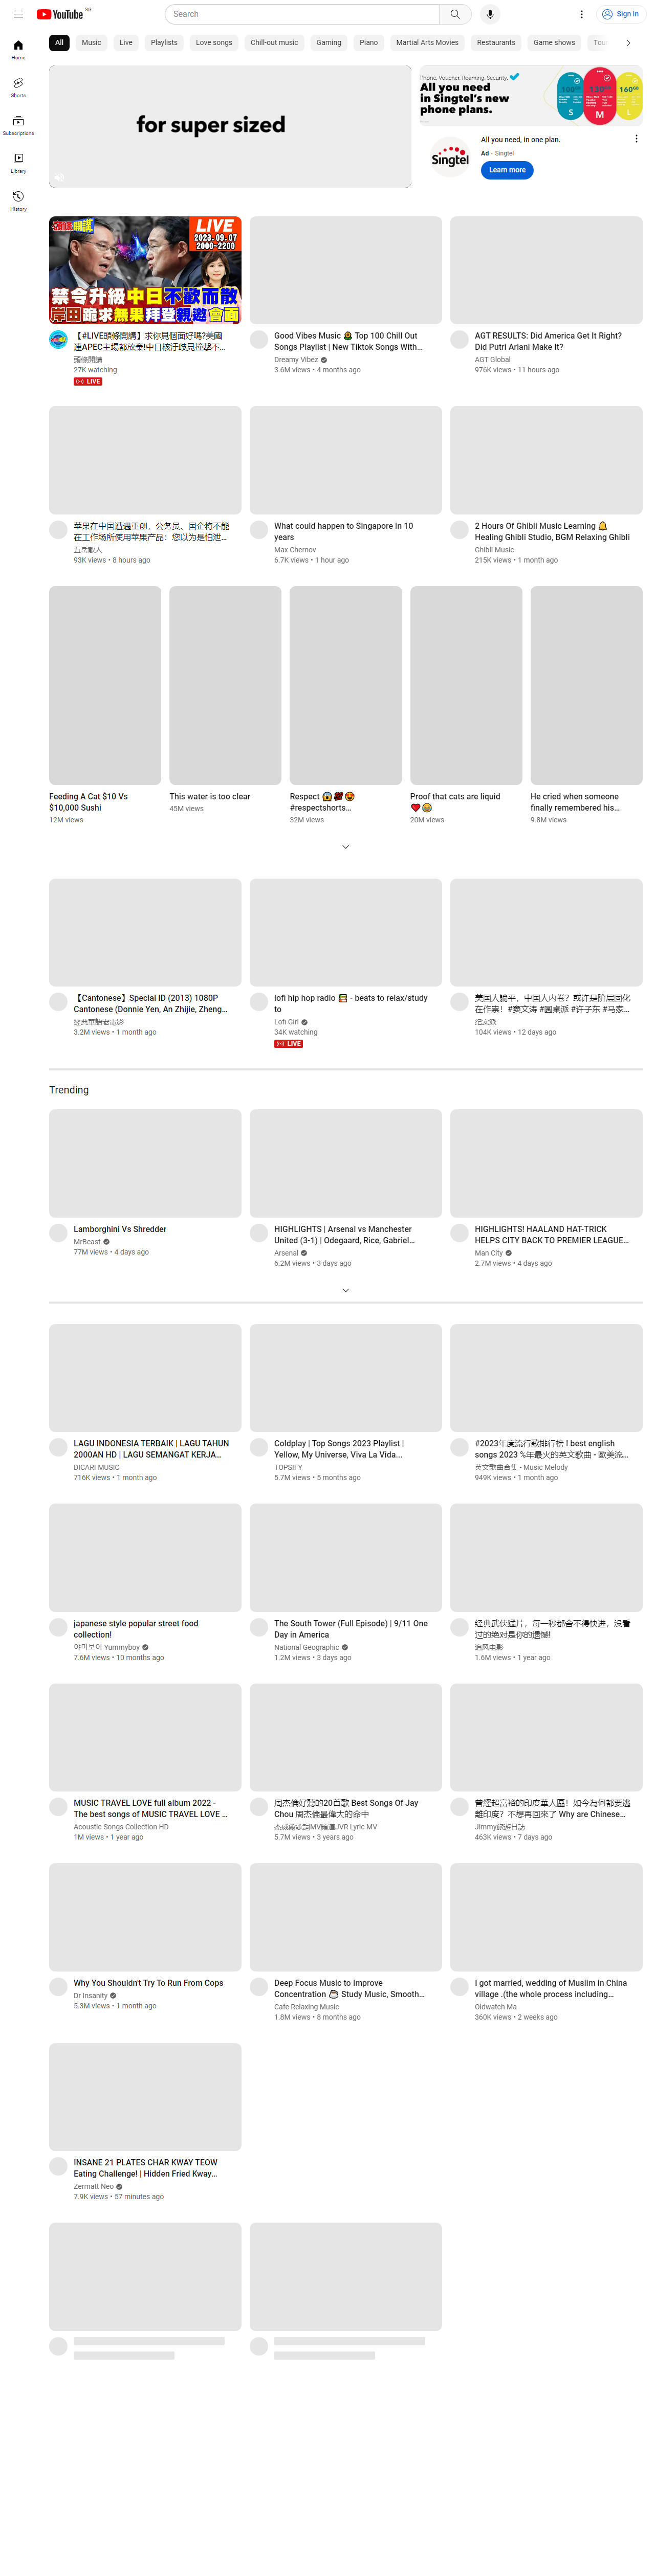 YouTube SG
Search
Sign in
Home
Shorts
Subscriptions
Library
History
All
Music
Live
Playlists
Love songs
Chill-out music
Gaming
Piano
Martial Arts Movies
Restaurants
Game shows
for super sized
Phone. Voucher. Roaming. Security.
All you need
in Singtel's new
phone plans.
S
M
L
160GB
Singtel
All you need, in one plan.
Ad · Singtel
Learn more
LIVE
2023.09.07
2000-2200
禁令升級中日不歡而散
岸田跪求無果拜登親邀會面
【#LIVE頭條開講】求你見個面好嗎?美國
頭條開講
27K watching
LIVE
Good Vibes Music 🌻 Top 100 Chill Out
Songs Playlist | New Tiktok Songs With...
Dreamy Vibez
3.6M views • 4 months ago
AGT RESULTS: Did America Get It Right?
Did Putri Ariani Make It?
AGT Global
976K views • 11 hours ago
苹果在中国遭遇重创，公务员、国企将不能
在工作场所使用苹果产品：您以为是怕泄...
五岳散人
93K views • 8 hours ago
What could happen to Singapore in 10
years
Max Chernov
6.7K views • 1 hour ago
2 Hours Of Ghibli Music Learning 🔔
Healing Ghibli Studio, BGM Relaxing Ghibli
Ghibli Music
215K views • 1 month ago
Feeding A Cat $10 Vs
$10,000 Sushi
12M views
This water is too clear
45M views
Respect 😱💯😍
#respectshorts...
32M views
Proof that cats are liquid
❤️😂
20M views
He cried when someone
finally remembered his...
9.8M views
【Cantonese】Special ID (2013) 1080P
Cantonese (Donnie Yen, An Zhijie, Zheng...
經典華語老電影
3.2M views • 1 month ago
lofi hip hop radio 📚 - beats to relax/study
to
Lofi Girl
34K watching
LIVE
美国人躺平，中国人内卷？或许是阶层固化
在作祟！#窦文涛 #圆桌派 #许子东 #马家...
纪实派
104K views • 12 days ago
Trending
Lamborghini Vs Shredder
MrBeast
77M views • 4 days ago
HIGHLIGHTS | Arsenal vs Manchester
United (3-1) | Odegaard, Rice, Gabriel...
Arsenal
6.2M views • 3 days ago
HIGHLIGHTS! HAALAND HAT-TRICK
HELPS CITY BACK TO PREMIER LEAGUE...
Man City
2.7M views • 4 days ago
LAGU INDONESIA TERBAIK | LAGU TAHUN
2000AN HD | LAGU SEMANGAT KERJA...
DICARI MUSIC
716K views • 1 month ago
Coldplay | Top Songs 2023 Playlist |
Yellow, My Universe, Viva La Vida...
TOPSIFY
5.7M views • 5 months ago
#2023年度流行歌排行榜 ! best english
songs 2023 %年最火的英文歌曲 - 歐美流...
英文歌曲合集 - Music Melody
949K views • 1 month ago
japanese style popular street food
collection!
야미보이 Yummyboy
7.6M views • 10 months ago
The South Tower (Full Episode) | 9/11 One
Day in America
National Geographic
1.2M views • 3 days ago
经典武侠猛片，每一秒都舍不得快进，没看
过的绝对是你的遗憾!
追风电影
1.6M views • 1 year ago
MUSIC TRAVEL LOVE full album 2022 -
The best songs of MUSIC TRAVEL LOVE ...
Acoustic Songs Collection HD
1M views • 1 year ago
周杰倫好聽的20首歌 Best Songs Of Jay
Chou 周杰倫最偉大的命中
杰威爾歌詞MV頻道JVR Lyric MV
5.7M views • 3 years ago
曾經超富裕的印度華人區！如今為何都要逃
離印度？不想再回來了 Why are Chinese...
Jimmy旅遊日誌
463K views • 7 days ago
Why You Shouldn't Try To Run From Cops
Dr Insanity
5.3M views • 1 month ago
Deep Focus Music to Improve
Concentration 🍮 Study Music, Smooth...
Cafe Relaxing Music
1.8M views • 8 months ago
I got married, wedding of Muslim in China
village .(the whole process including...
Oldwatch Ma
360K views • 2 weeks ago
INSANE 21 PLATES CHAR KWAY TEOW
Eating Challenge! | Hidden Fried Kway...
Zermatt Neo
7.9K views • 57 minutes ago